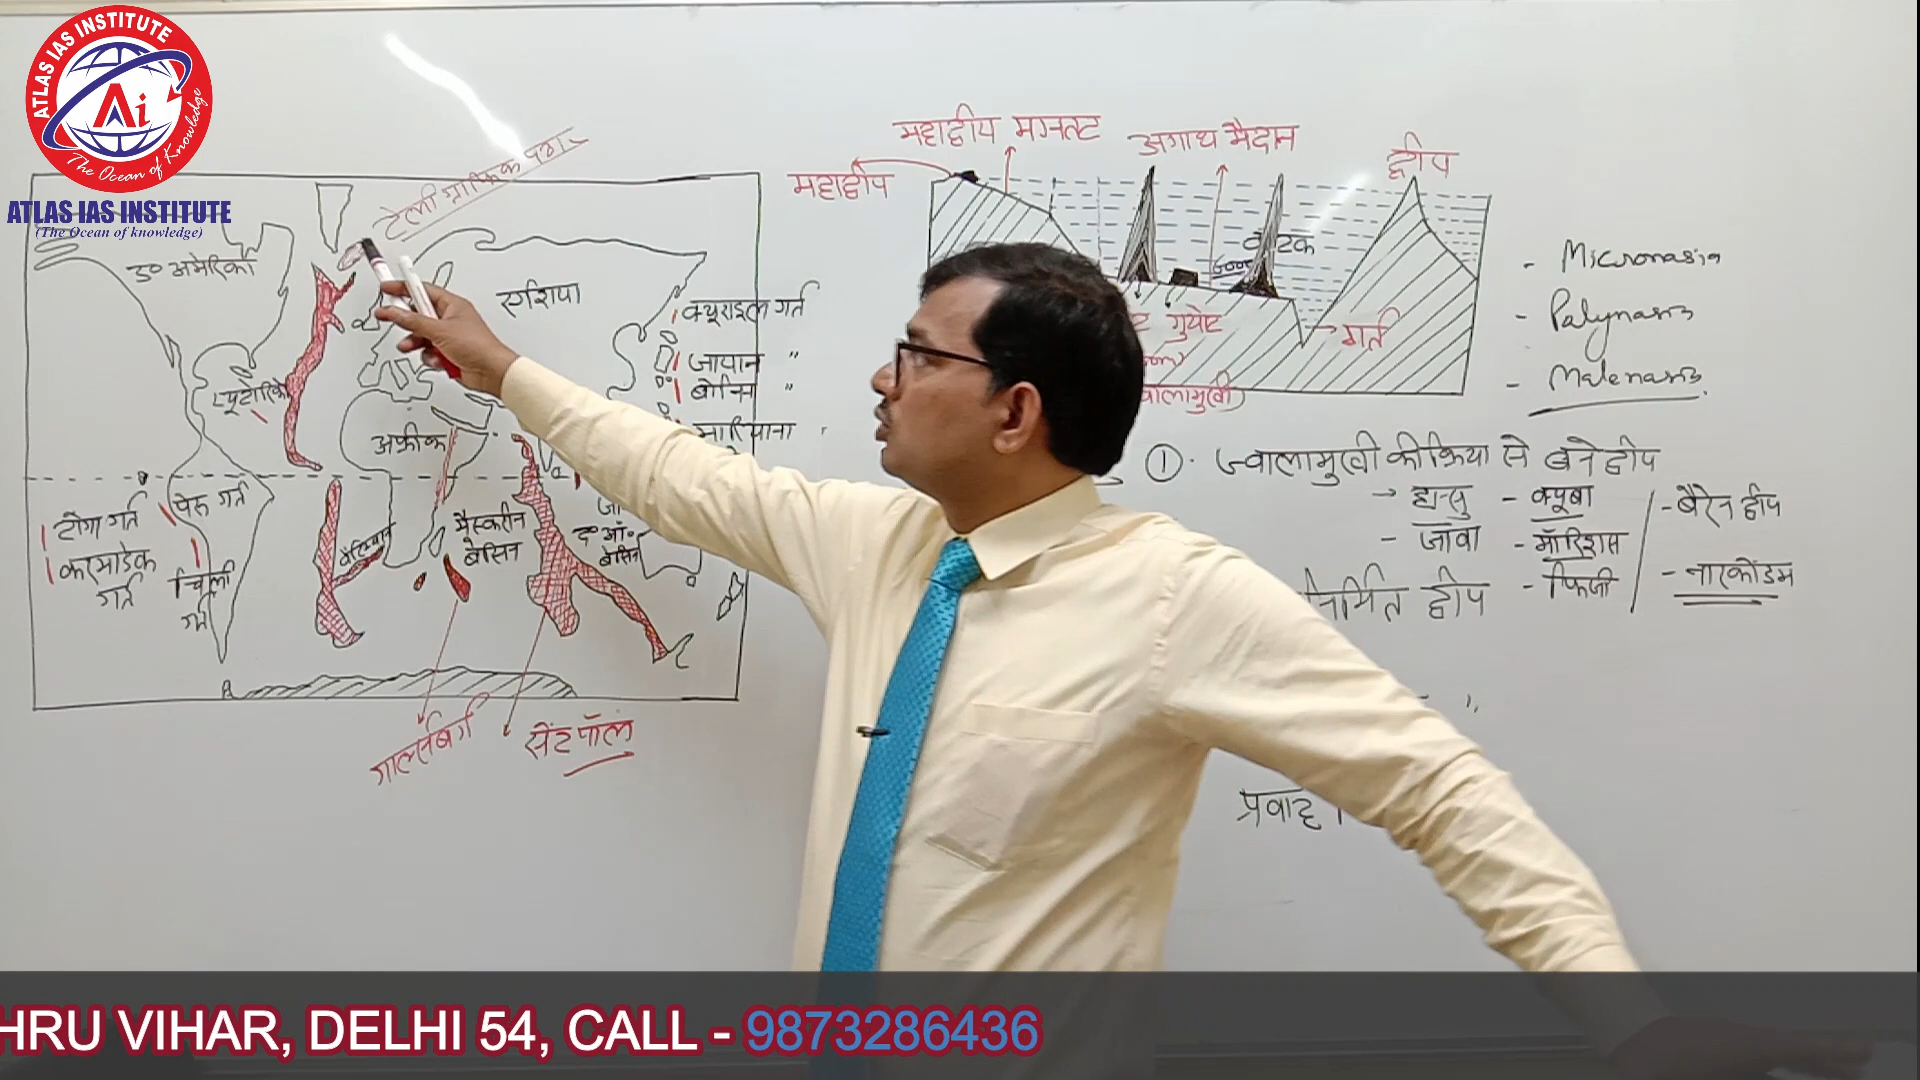 ATLAS IAS INSTITUTE
Ai
The Ocean of Knowledge
ATLAS IAS INSTITUTE
(The Ocean of knowledge)
टेलीग्राफिक पठार
उ० अमेरिका
एशिया
प्यूटोरिको
अफ्रीका
टोंगा गर्त
करमाडेक
गर्त
पेरू गर्त
चिली
गर्त
मैस्करीन
बेसिन
द० ऑ०
बेसिन
क्यूराइल गर्त
जापान "
बोनिन "
मारियाना
गार्ल्सबर्ग
सेंट पॉल
महाद्वीय मग्नतट
अगाध मैदान
द्वीप
महाद्वीप
गुयोट
गर्त
- Micronasia
- Palynasia
- Malenasia
① . ज्वालामुखी की क्रिया से बने द्वीप
→ हान्सु - क्यूबा - बैरेन द्वीप
- जावा - मॉरिशस
- फिजी - नारकोंडम
निर्मित द्वीप
प्रवाह
HRU VIHAR, DELHI 54, CALL - 9873286436